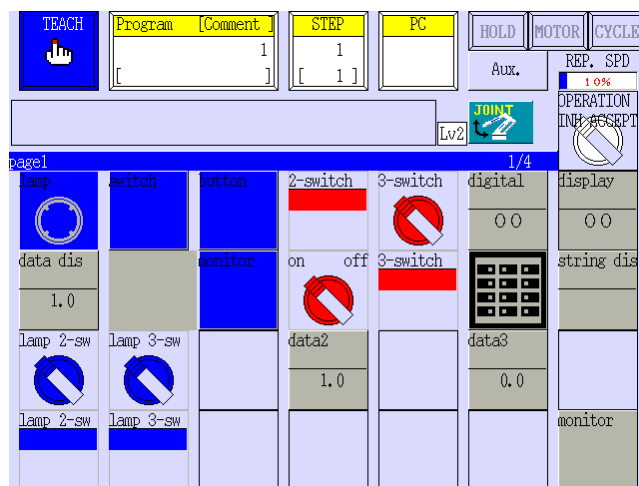 TEACH
Program [Comment ]
1
[ ]
STEP
1
[ 1 ]
PC
HOLD
MOTOR
CYCLE
Aux.
REP. SPD
10%
OPERATION
INH ACCEPT
Lv2
JOINT
page1 1/4
lamp switch button 2-switch 3-switch digital display
00 00
data dis monitor on off 3-switch string dis
1.0
lamp 2-sw lamp 3-sw data2 data3
1.0 0.0
lamp 2-sw lamp 3-sw monitor